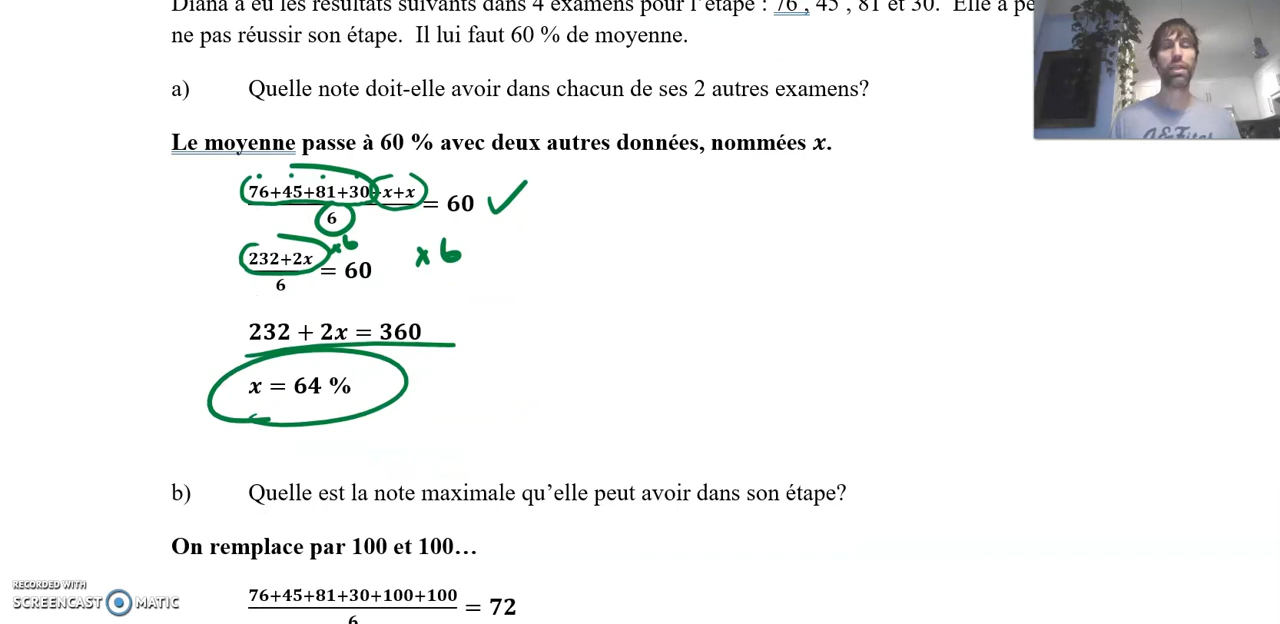 Diana a eu les résultats suivants dans 4 examens pour l'étape : 76 , 45 , 81 et 30. Elle a pe
ne pas réussir son étape. Il lui faut 60 % de moyenne.
a) Quelle note doit-elle avoir dans chacun de ses 2 autres examens?
Le moyenne passe à 60 % avec deux autres données, nommées x.
76+45+81+30+x+x
= 60
6
x6
232+2x
= 60
x6
6
232 + 2x = 360
x = 64 %
b) Quelle est la note maximale qu'elle peut avoir dans son étape?
On remplace par 100 et 100…
RECORDED WITH
SCREENCAST MATIC
76+45+81+30+100+100
= 72
6